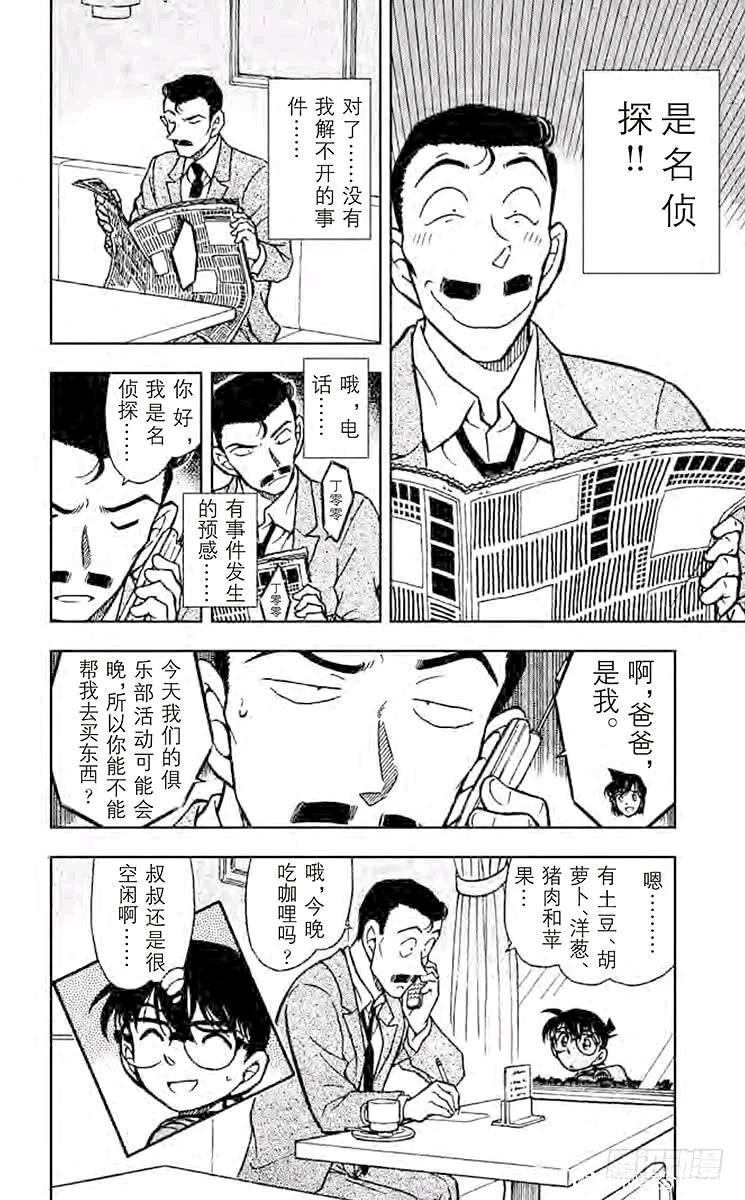 是名侦
探!!
对了……没有
我解不开的事
件……
哦，电
话……
丁零零
丁零零
有事件发生
的预感……
你好，
我是名
侦探……
啊，爸爸，
是我。
今天我们的俱
乐部活动可能会
晚，所以你能不能
帮我去买东西？
嗯………
有土豆、胡
萝卜、洋葱、
猪肉和苹
果…
哦，今晚
吃咖哩吗？
叔叔还是很
空闲啊……